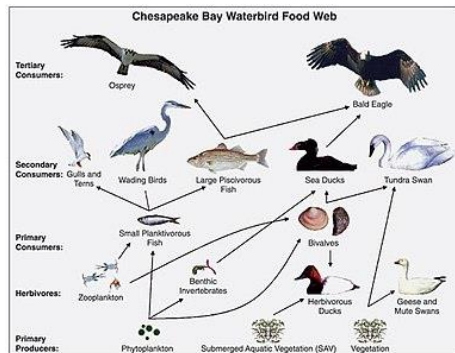 Chesapeake Bay Waterbird Food Web
Tertiary
Consumers:
Osprey
Bald Eagle
Secondary
Consumers:
Gulls and
Terns
Wading Birds
Large Piscivorous
Fish
Sea Ducks
Tundra Swan
Primary
Consumers:
Small Planktivorous
Fish
Bivalves
Herbivores:
Zooplankton
Benthic
Invertebrates
Herbivorous
Ducks
Geese and
Mute Swans
Primary
Producers:
Phytoplankton
Submerged Aquatic Vegetation (SAV)
Vegetation